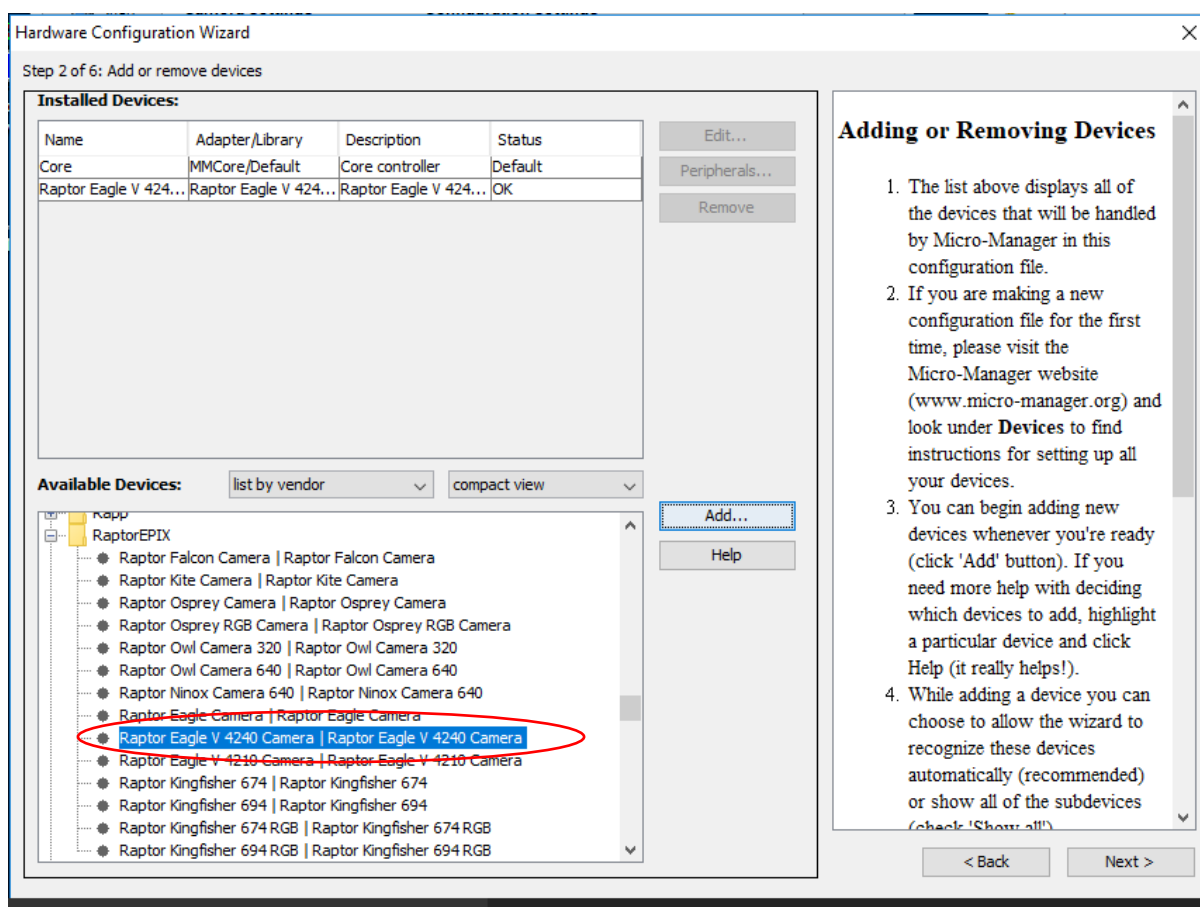 Hardware Configuration Wizard
Step 2 of 6: Add or remove devices
Installed Devices:
Name Adapter/Library Description Status
Core MMCore/Default Core controller Default
Raptor Eagle V 424... Raptor Eagle V 424... Raptor Eagle V 424... OK
Edit...
Peripherals...
Remove
Available Devices: list by vendor compact view
Rapp
RaptorEPIX
Raptor Falcon Camera | Raptor Falcon Camera
Raptor Kite Camera | Raptor Kite Camera
Raptor Osprey Camera | Raptor Osprey Camera
Raptor Osprey RGB Camera | Raptor Osprey RGB Camera
Raptor Owl Camera 320 | Raptor Owl Camera 320
Raptor Owl Camera 640 | Raptor Owl Camera 640
Raptor Ninox Camera 640 | Raptor Ninox Camera 640
Raptor Eagle Camera | Raptor Eagle Camera
Raptor Eagle V 4240 Camera | Raptor Eagle V 4240 Camera
Raptor Eagle V 4210 Camera | Raptor Eagle V 4210 Camera
Raptor Kingfisher 674 | Raptor Kingfisher 674
Raptor Kingfisher 694 | Raptor Kingfisher 694
Raptor Kingfisher 674 RGB | Raptor Kingfisher 674 RGB
Raptor Kingfisher 694 RGB | Raptor Kingfisher 694 RGB
Add...
Help
Adding or Removing Devices
1. The list above displays all of
the devices that will be handled
by Micro-Manager in this
configuration file.
2. If you are making a new
configuration file for the first
time, please visit the
Micro-Manager website
(www.micro-manager.org) and
look under Devices to find
instructions for setting up all
your devices.
3. You can begin adding new
devices whenever you're ready
(click 'Add' button). If you
need more help with deciding
which devices to add, highlight
a particular device and click
Help (it really helps!).
4. While adding a device you can
choose to allow the wizard to
recognize these devices
automatically (recommended)
or show all of the subdevices
(check 'Show all')
< Back
Next >